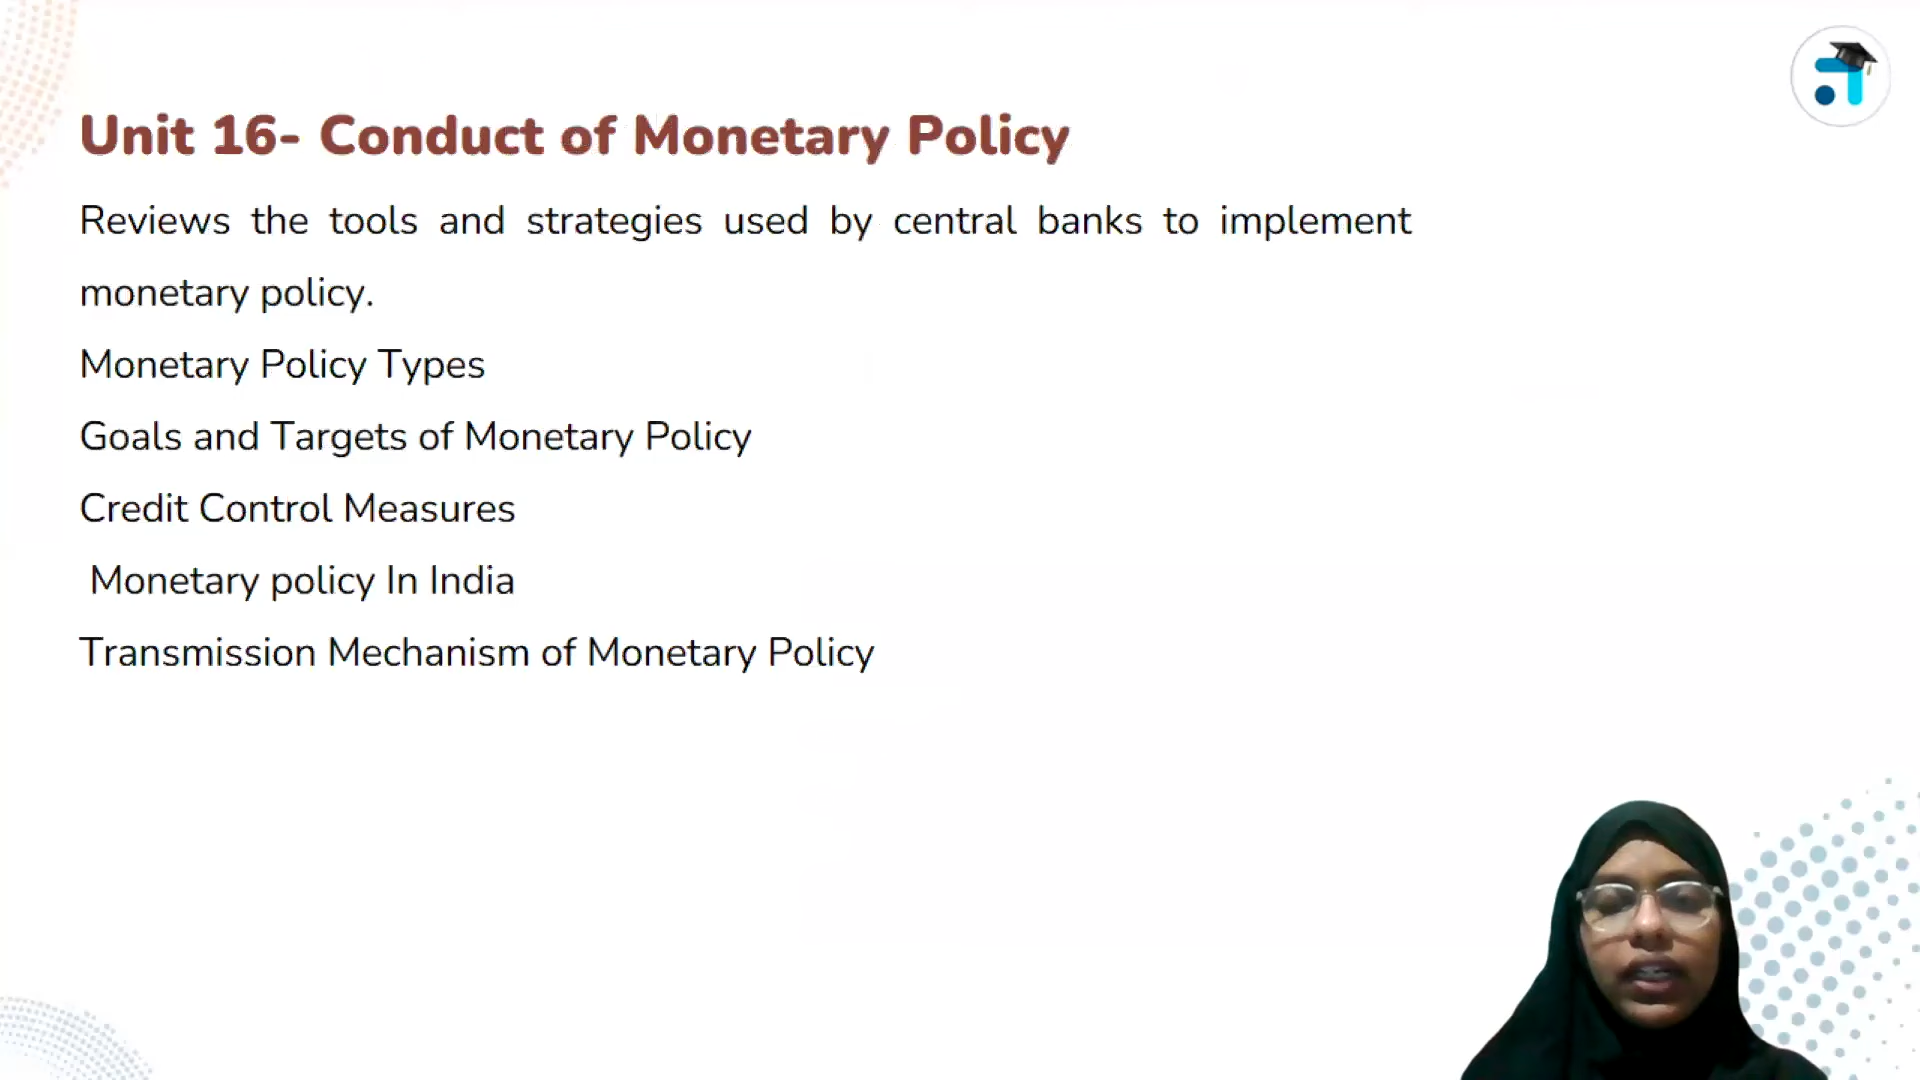 Unit 16- Conduct of Monetary Policy
Reviews the tools and strategies used by central banks to implement
monetary policy.
Monetary Policy Types
Goals and Targets of Monetary Policy
Credit Control Measures
Monetary policy In India
Transmission Mechanism of Monetary Policy